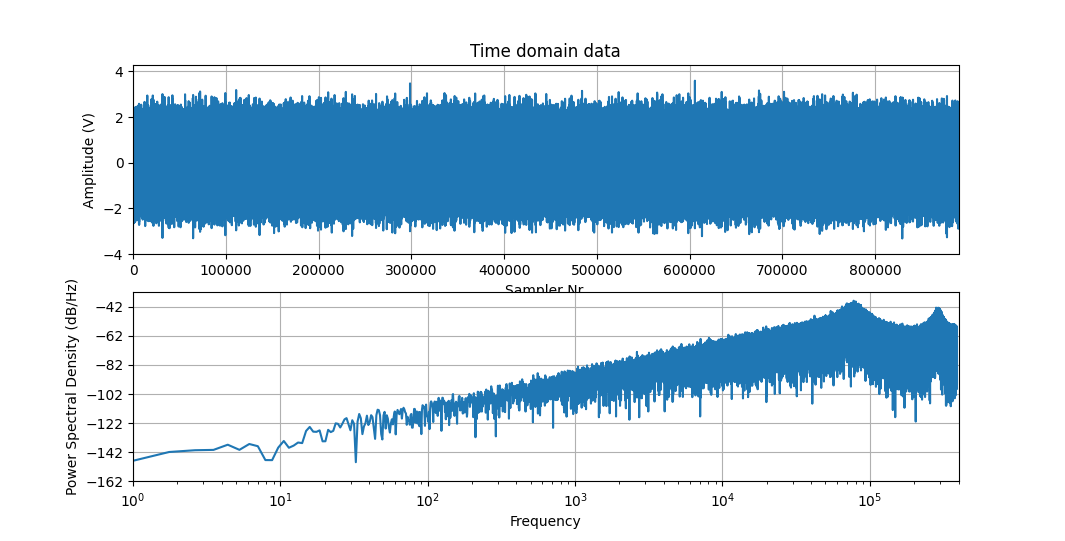 Time domain data
Amplitude (V)
4
2
0
−2
−4
0 100000 200000 300000 400000 500000 600000 700000 800000
Sampler Nr
Power Spectral Density (dB/Hz)
−42
−62
−82
−102
−122
−142
−162
10^0 10^1 10^2 10^3 10^4 10^5
Frequency